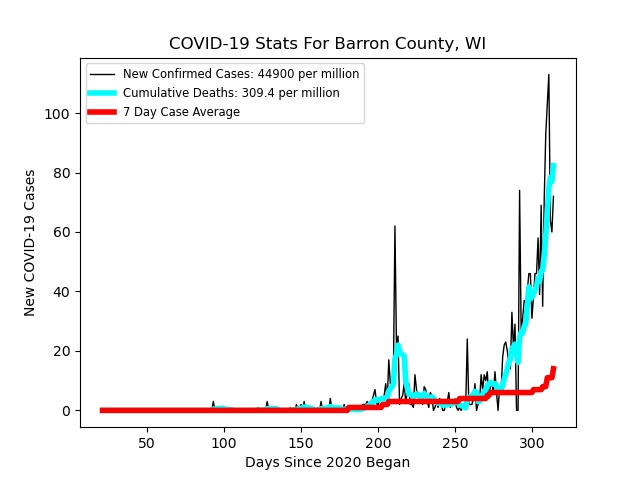 COVID-19 Stats For Barron County, WI
New Confirmed Cases: 44900 per million
Cumulative Deaths: 309.4 per million
7 Day Case Average
New COVID-19 Cases
100
80
60
40
20
0
50 100 150 200 250 300
Days Since 2020 Began